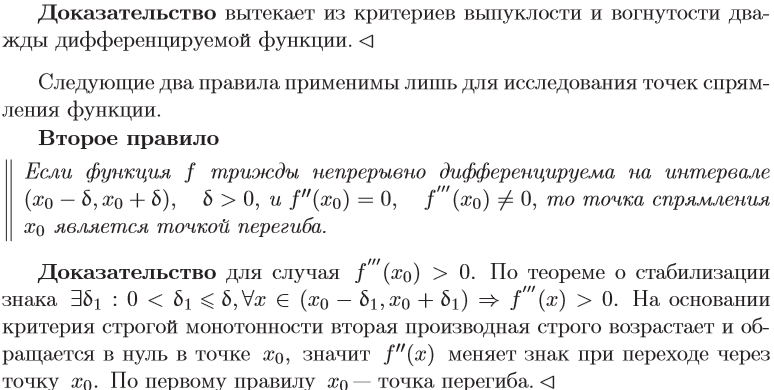 Доказательство вытекает из критериев выпуклости и вогнутости два-
жды дифференцируемой функции. ◁
Следующие два правила применимы лишь для исследования точек спрям-
ления функции.
Второе правило
Если функция f трижды непрерывно дифференцируема на интервале
(x₀ − δ, x₀ + δ), δ > 0, и f″(x₀) = 0, f‴(x₀) ≠ 0, то точка спрямления
x₀ является точкой перегиба.
Доказательство для случая f‴(x₀) > 0. По теореме о стабилизации
знака ∃δ₁ : 0 < δ₁ ⩽ δ, ∀x ∈ (x₀ − δ₁, x₀ + δ₁) ⇒ f‴(x) > 0. На основании
критерия строгой монотонности вторая производная строго возрастает и об-
ращается в нуль в точке x₀, значит f″(x) меняет знак при переходе через
точку x₀. По первому правилу x₀ — точка перегиба. ◁